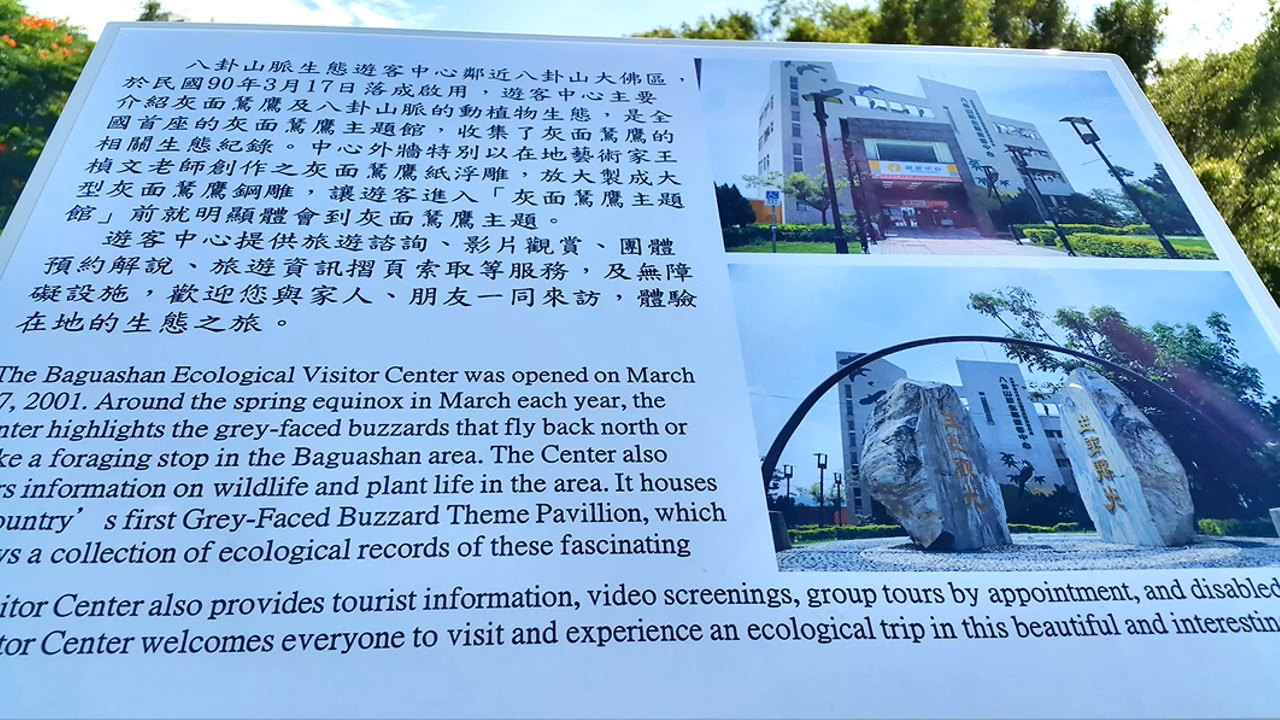 八卦山脈生態遊客中心鄰近八卦山大佛區，
於民國90年3月17日落成啟用，遊客中心主要
介紹灰面鵟鷹及八卦山脈的動植物生態，是全
國首座的灰面鵟鷹主題館，收集了灰面鵟鷹的
相關生態紀錄。中心外牆特別以在地藝術家王
楨文老師創作之灰面鵟鷹紙浮雕，放大製成大
型灰面鵟鷹鋼雕，讓遊客進入「灰面鵟鷹主題
館」前就明顯體會到灰面鵟鷹主題。
遊客中心提供旅遊諮詢、影片觀賞、團體
預約解說、旅遊資訊摺頁索取等服務，及無障
礙設施，歡迎您與家人、朋友一同來訪，體驗
在地的生態之旅。
The Baguashan Ecological Visitor Center was opened on March
7, 2001. Around the spring equinox in March each year, the
nter highlights the grey-faced buzzards that fly back north or
ke a foraging stop in the Baguashan area. The Center also
rs information on wildlife and plant life in the area. It houses
ountry's first Grey-Faced Buzzard Theme Pavillion, which
ys a collection of ecological records of these fascinating
itor Center also provides tourist information, video screenings, group tours by appointment, and disabled
tor Center welcomes everyone to visit and experience an ecological trip in this beautiful and interestin